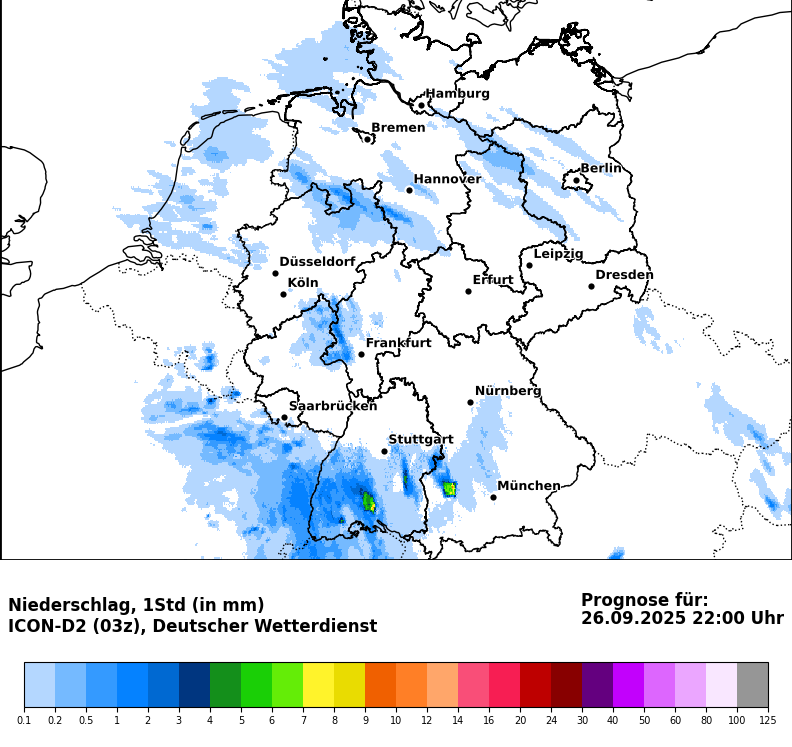 Hamburg
Bremen
Berlin
Hannover
Leipzig
Düsseldorf
Dresden
Köln
Erfurt
Frankfurt
Nürnberg
Saarbrücken
Stuttgart
München
Niederschlag, 1Std (in mm)
ICON-D2 (03z), Deutscher Wetterdienst
Prognose für:
26.09.2025 22:00 Uhr
0.1 0.2 0.5 1 2 3 4 5 6 7 8 9 10 12 14 16 20 24 30 40 50 60 80 100 125